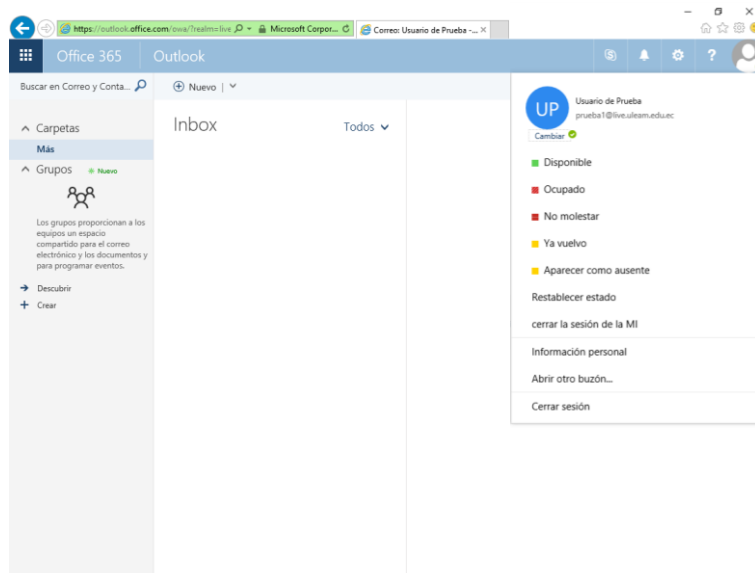 https://outlook.office.com/owa/?realm=live
Microsoft Corpor...
Correo: Usuario de Prueba -...
Office 365
Outlook
?
Buscar en Correo y Conta...
Nuevo
Carpetas
Más
Grupos
Nuevo
Los grupos proporcionan a los
equipos un espacio
compartido para el correo
electrónico y los documentos y
para programar eventos.
Descubrir
Crear
Inbox
Todos
UP
Usuario de Prueba
prueba1@live.uleam.edu.ec
Cambiar
Disponible
Ocupado
No molestar
Ya vuelvo
Aparecer como ausente
Restablecer estado
cerrar la sesión de la MI
Información personal
Abrir otro buzón...
Cerrar sesión